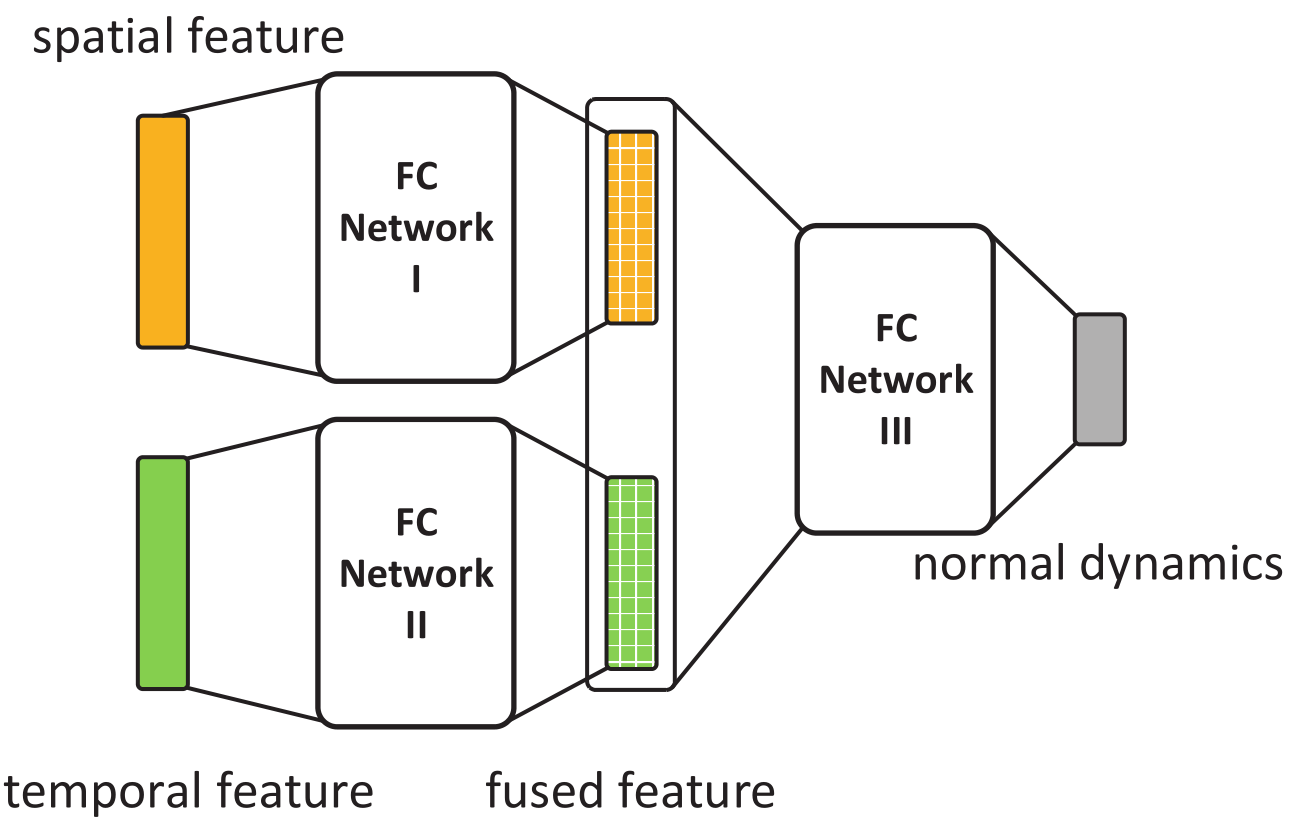 spatial feature
FC
Network
I
FC
Network
III
FC
Network
II
normal dynamics
temporal feature
fused feature